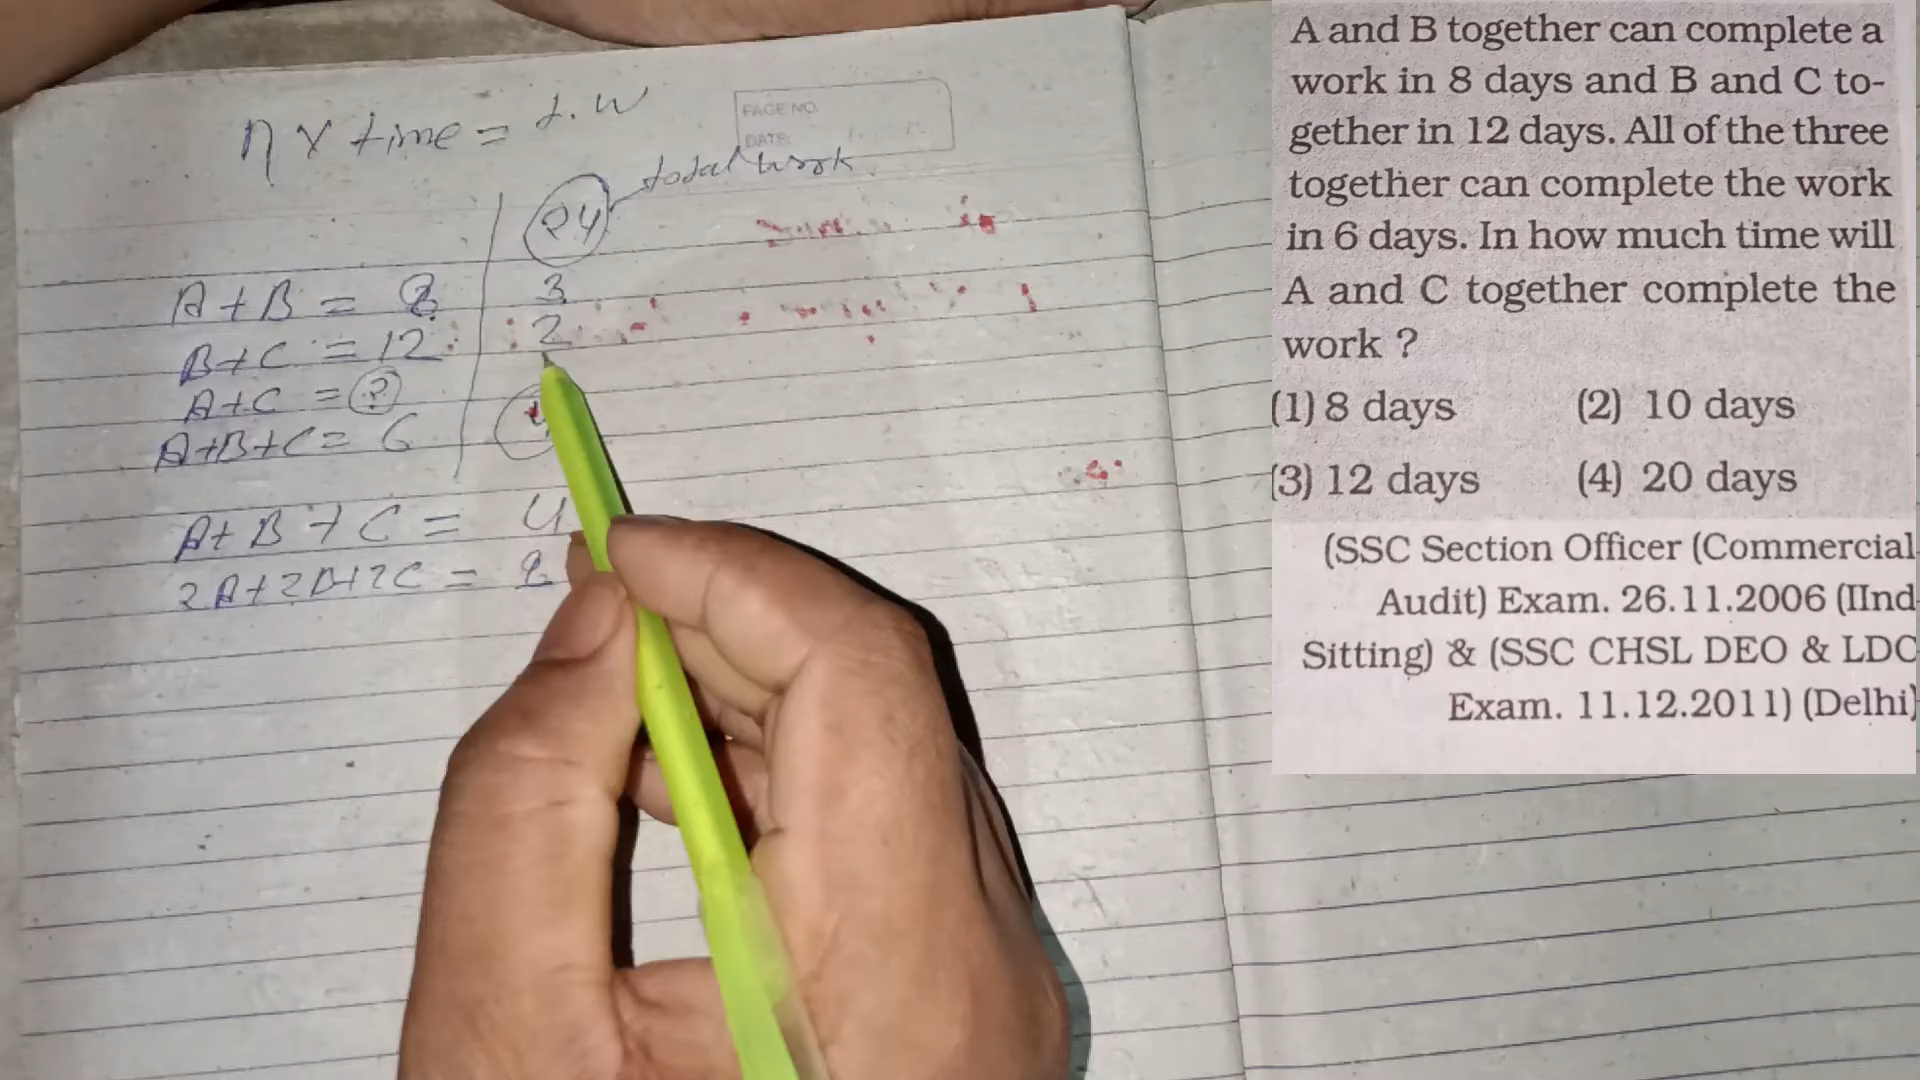 η × time = t.w
PAGE NO.
DATE:
total work
24
A+B = 8 3
B+C = 12 2
A+C = ?
A+B+C = 6 4
A+B+C = 4
2A+2B+2C = 8
A and B together can complete a
work in 8 days and B and C to-
gether in 12 days. All of the three
together can complete the work
in 6 days. In how much time will
A and C together complete the
work ?
(1) 8 days (2) 10 days
(3) 12 days (4) 20 days
(SSC Section Officer (Commercial
Audit) Exam. 26.11.2006 (IInd
Sitting) & (SSC CHSL DEO & LDC
Exam. 11.12.2011) (Delhi)